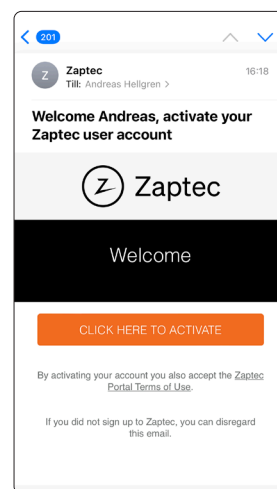 201
Z
Zaptec
16:18
Till: Andreas Hellgren >
Welcome Andreas, activate your
Zaptec user account
Zaptec
Welcome
CLICK HERE TO ACTIVATE
By activating your account you also accept the Zaptec
Portal Terms of Use.
If you did not sign up to Zaptec, you can disregard
this email.